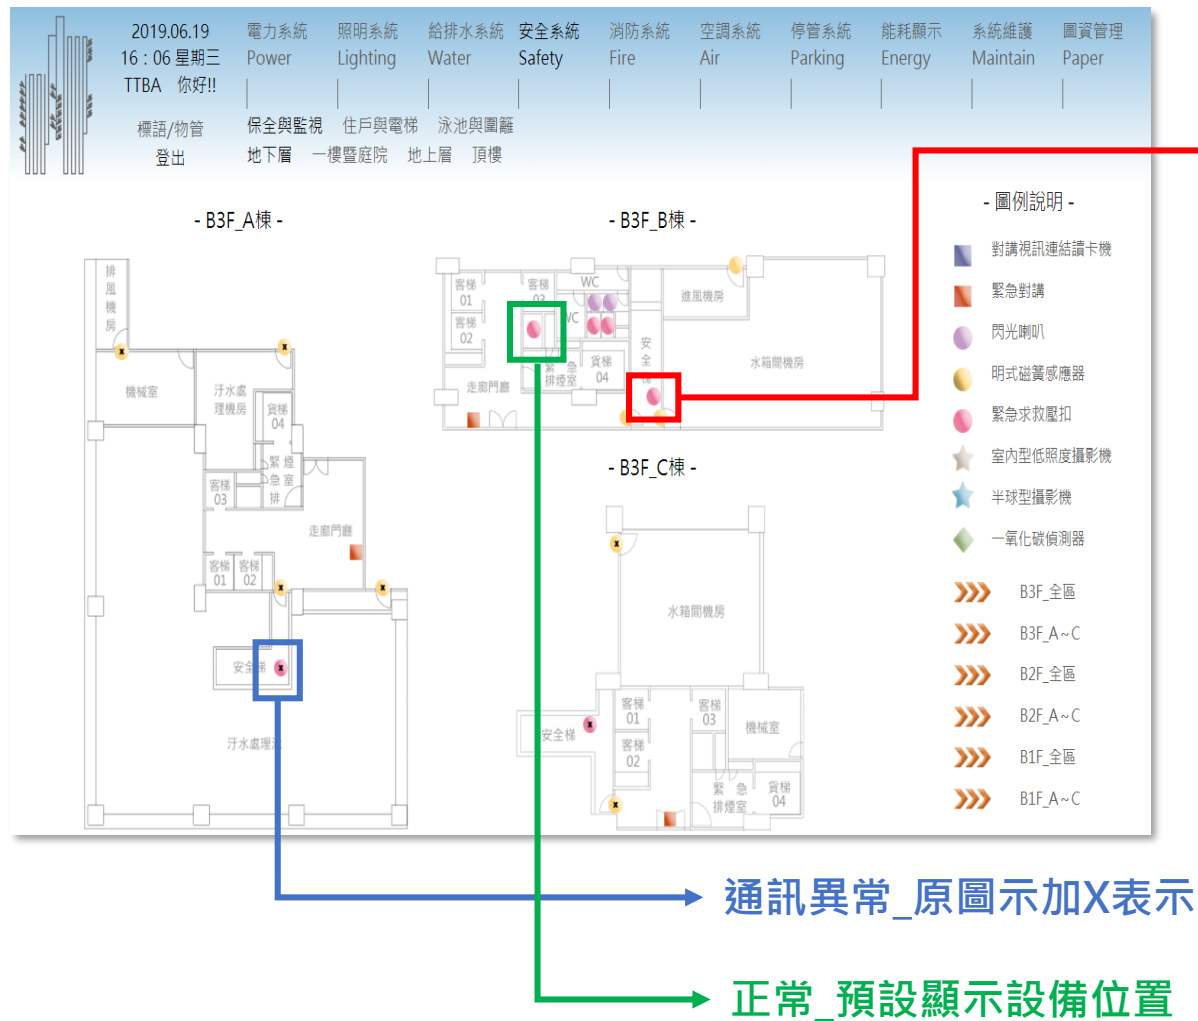 2019.06.19
16：06 星期三
TTBA 你好!!
標語/物管
登出
電力系統 照明系統 給排水系統 安全系統 消防系統 空調系統 停管系統 能耗顯示 系統維護 圖資管理
Power Lighting Water Safety Fire Air Parking Energy Maintain Paper
保全與監視 住戶與電梯 泳池與圍籬
地下層 一樓暨庭院 地上層 頂樓
- B3F_A棟 -
排風機房
機械室
汙水處理機房
貨梯
04
緊急排煙室
客梯
03
走廊門廳
客梯
01
客梯
02
安全梯
汙水處理
- B3F_B棟 -
客梯
01
客梯
03
WC
進風機房
客梯
02
WC
安全梯
水箱間機房
緊急
排煙室
貨梯
04
走廊門廳
- B3F_C棟 -
水箱間機房
客梯
01
客梯
03
機械室
安全梯
客梯
02
緊急
排煙室
貨梯
04
- 圖例說明 -
對講視訊連結讀卡機
緊急對講
閃光喇叭
明式磁簧感應器
緊急求救壓扣
室內型低照度攝影機
半球型攝影機
一氧化碳偵測器
B3F_全區
B3F_A~C
B2F_全區
B2F_A~C
B1F_全區
B1F_A~C
通訊異常_原圖示加X表示
正常_預設顯示設備位置